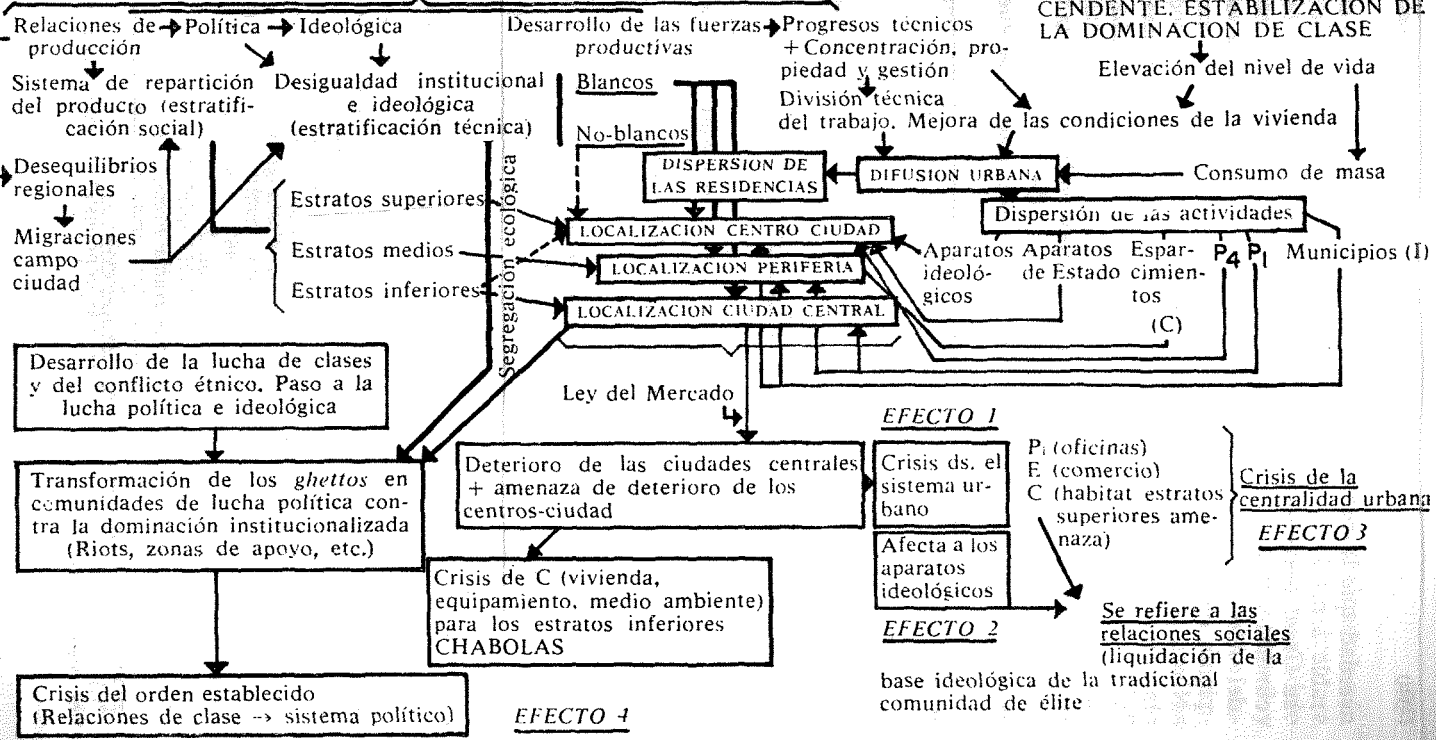 Relaciones de producción
Política
Ideológica
Desarrollo de las fuerzas
productivas
Progresos técnicos
+ Concentración, pro-
piedad y gestión
CENDENTE. ESTABILIZACION DE
LA DOMINACION DE CLASE
Sistema de repartición
del producto (estratifi-
cación social)
Desigualdad institucional
e ideológica
(estratificación técnica)
Blancos
No-blancos
División técnica
del trabajo. Mejora de las condiciones de la vivienda
Elevación del nivel de vida
Desequilibrios
regionales
Migraciones
campo
ciudad
Estratos superiores
Estratos medios
Estratos inferiores
Segregación ecológica
DISPERSION DE
LAS RESIDENCIAS
DIFUSION URBANA
Consumo de masa
Dispersión de las actividades
LOCALIZACION CENTRO CIUDAD
LOCALIZACION PERIFERIA
LOCALIZACION CIUDAD CENTRAL
Aparatos
ideoló-
gicos
Aparatos
de Estado
Espar-
cimien-
tos
(C)
P4
P1
Municipios (I)
Desarrollo de la lucha de clases
y del conflicto étnico. Paso a la
lucha política e ideológica
Ley del Mercado
Transformación de los ghettos en
comunidades de lucha política con-
tra la dominación institucionalizada
(Riots, zonas de apoyo, etc.)
Deterioro de las ciudades centrales
+ amenaza de deterioro de los
centros-ciudad
EFECTO 1
Crisis ds. el
sistema ur-
bano
Afecta a los
aparatos
ideológicos
EFECTO 2
Pi (oficinas)
E (comercio)
C (habitat estratos
superiores ame-
naza)
Crisis de la
centralidad urbana
EFECTO 3
Crisis de C (vivienda,
equipamiento, medio ambiente)
para los estratos inferiores
CHABOLAS
Se refiere a las
relaciones sociales
(liquidación de la
base ideológica de la tradicional
comunidad de élite
Crisis del orden establecido
(Relaciones de clase --> sistema político)
EFECTO 4